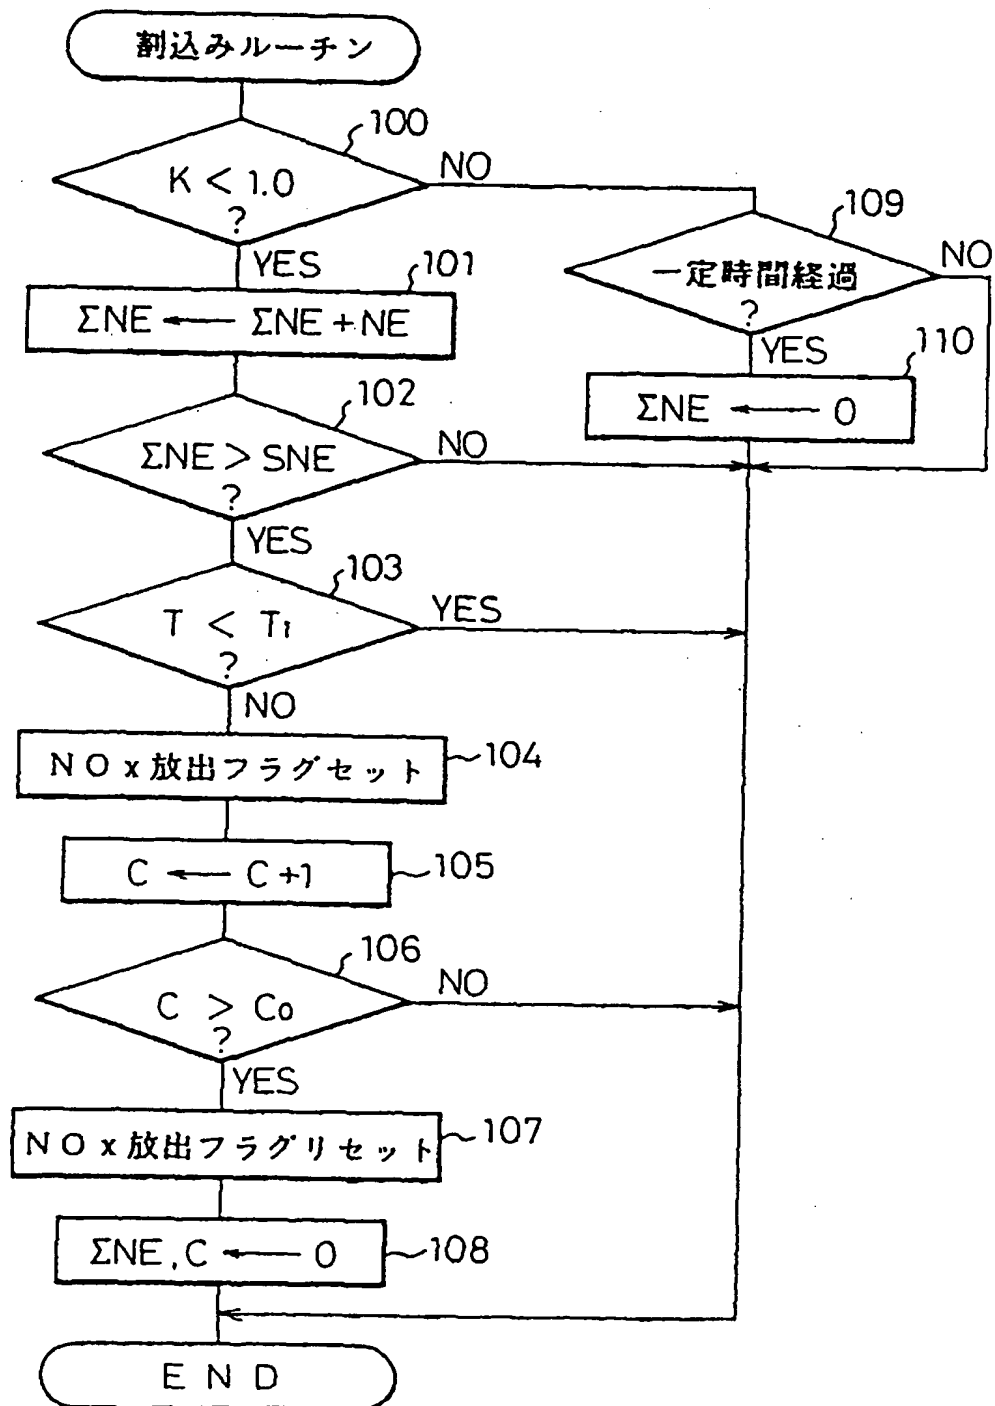 割込みルーチン
100
K < 1.0
?
NO
YES
109
一定時間経過
?
NO
YES
101
ΣNE ← ΣNE + NE
110
ΣNE ← 0
102
ΣNE > SNE
?
NO
YES
103
T < T₁
?
YES
NO
NOx放出フラグセット
104
C ← C+1
105
106
C > C₀
?
NO
YES
NOx放出フラグリセット
107
ΣNE, C ← 0
108
END